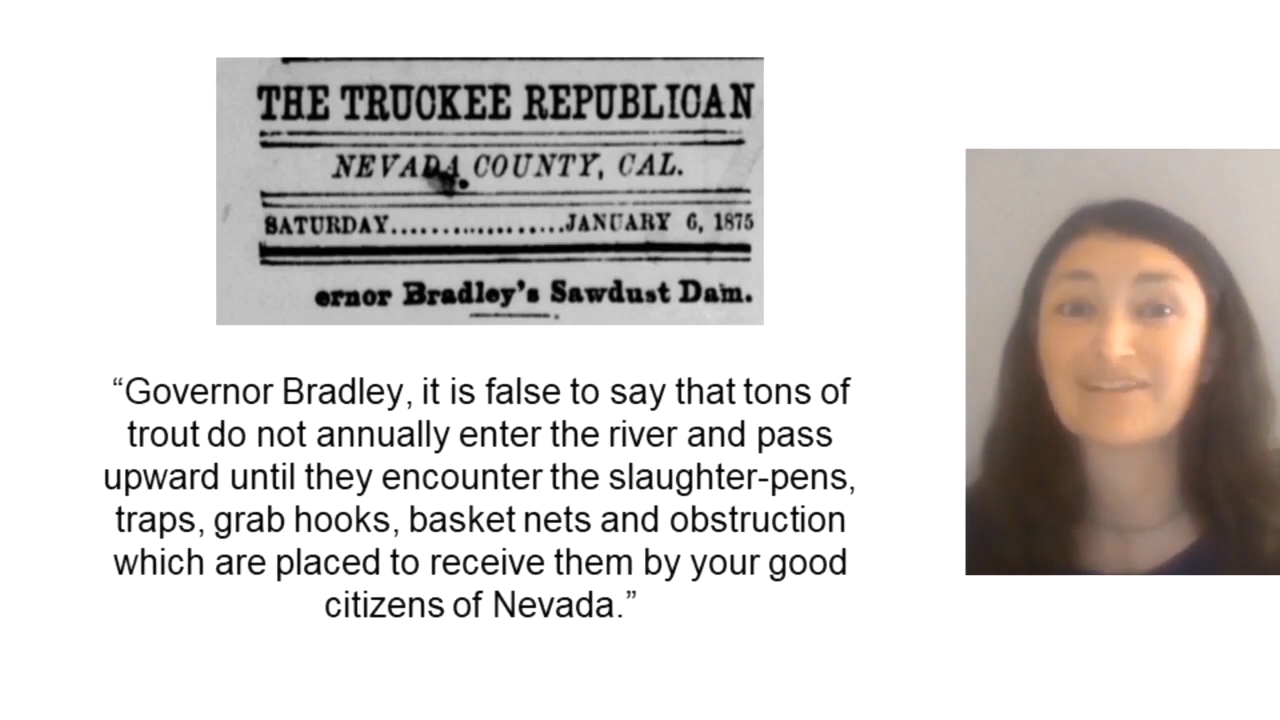 THE TRUCKEE REPUBLICAN
NEVADA COUNTY, CAL.
SATURDAY..................JANUARY 6, 1875
ernor Bradley's Sawdust Dam.
“Governor Bradley, it is false to say that tons of
trout do not annually enter the river and pass
upward until they encounter the slaughter-pens,
traps, grab hooks, basket nets and obstruction
which are placed to receive them by your good
citizens of Nevada.”